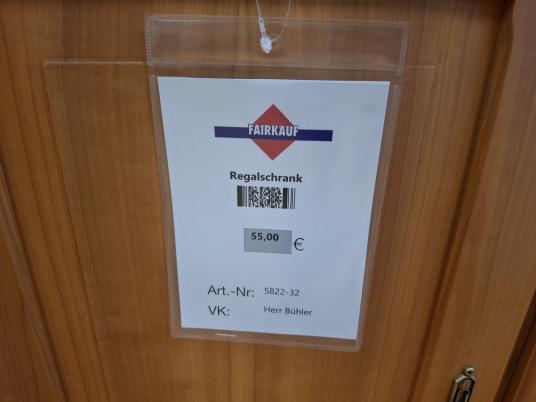 FAIRKAUF
Regalschrank
55,00 €
Art.-Nr: 5822-32
VK: Herr Bühler